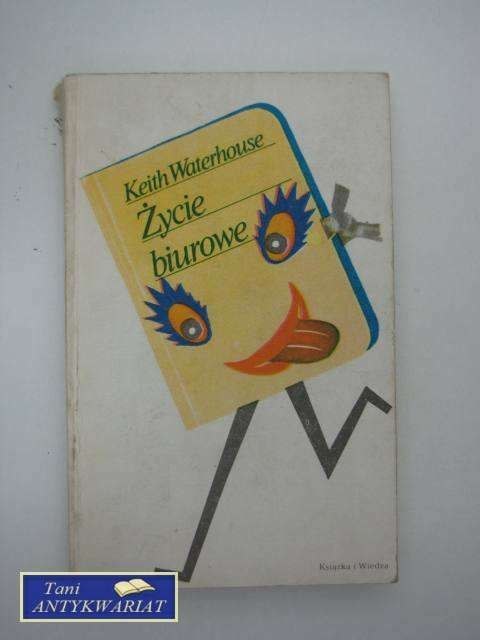 Keith Waterhouse
Życie
biurowe
Książka i Wiedza
Tani
ANTYKWARIAT